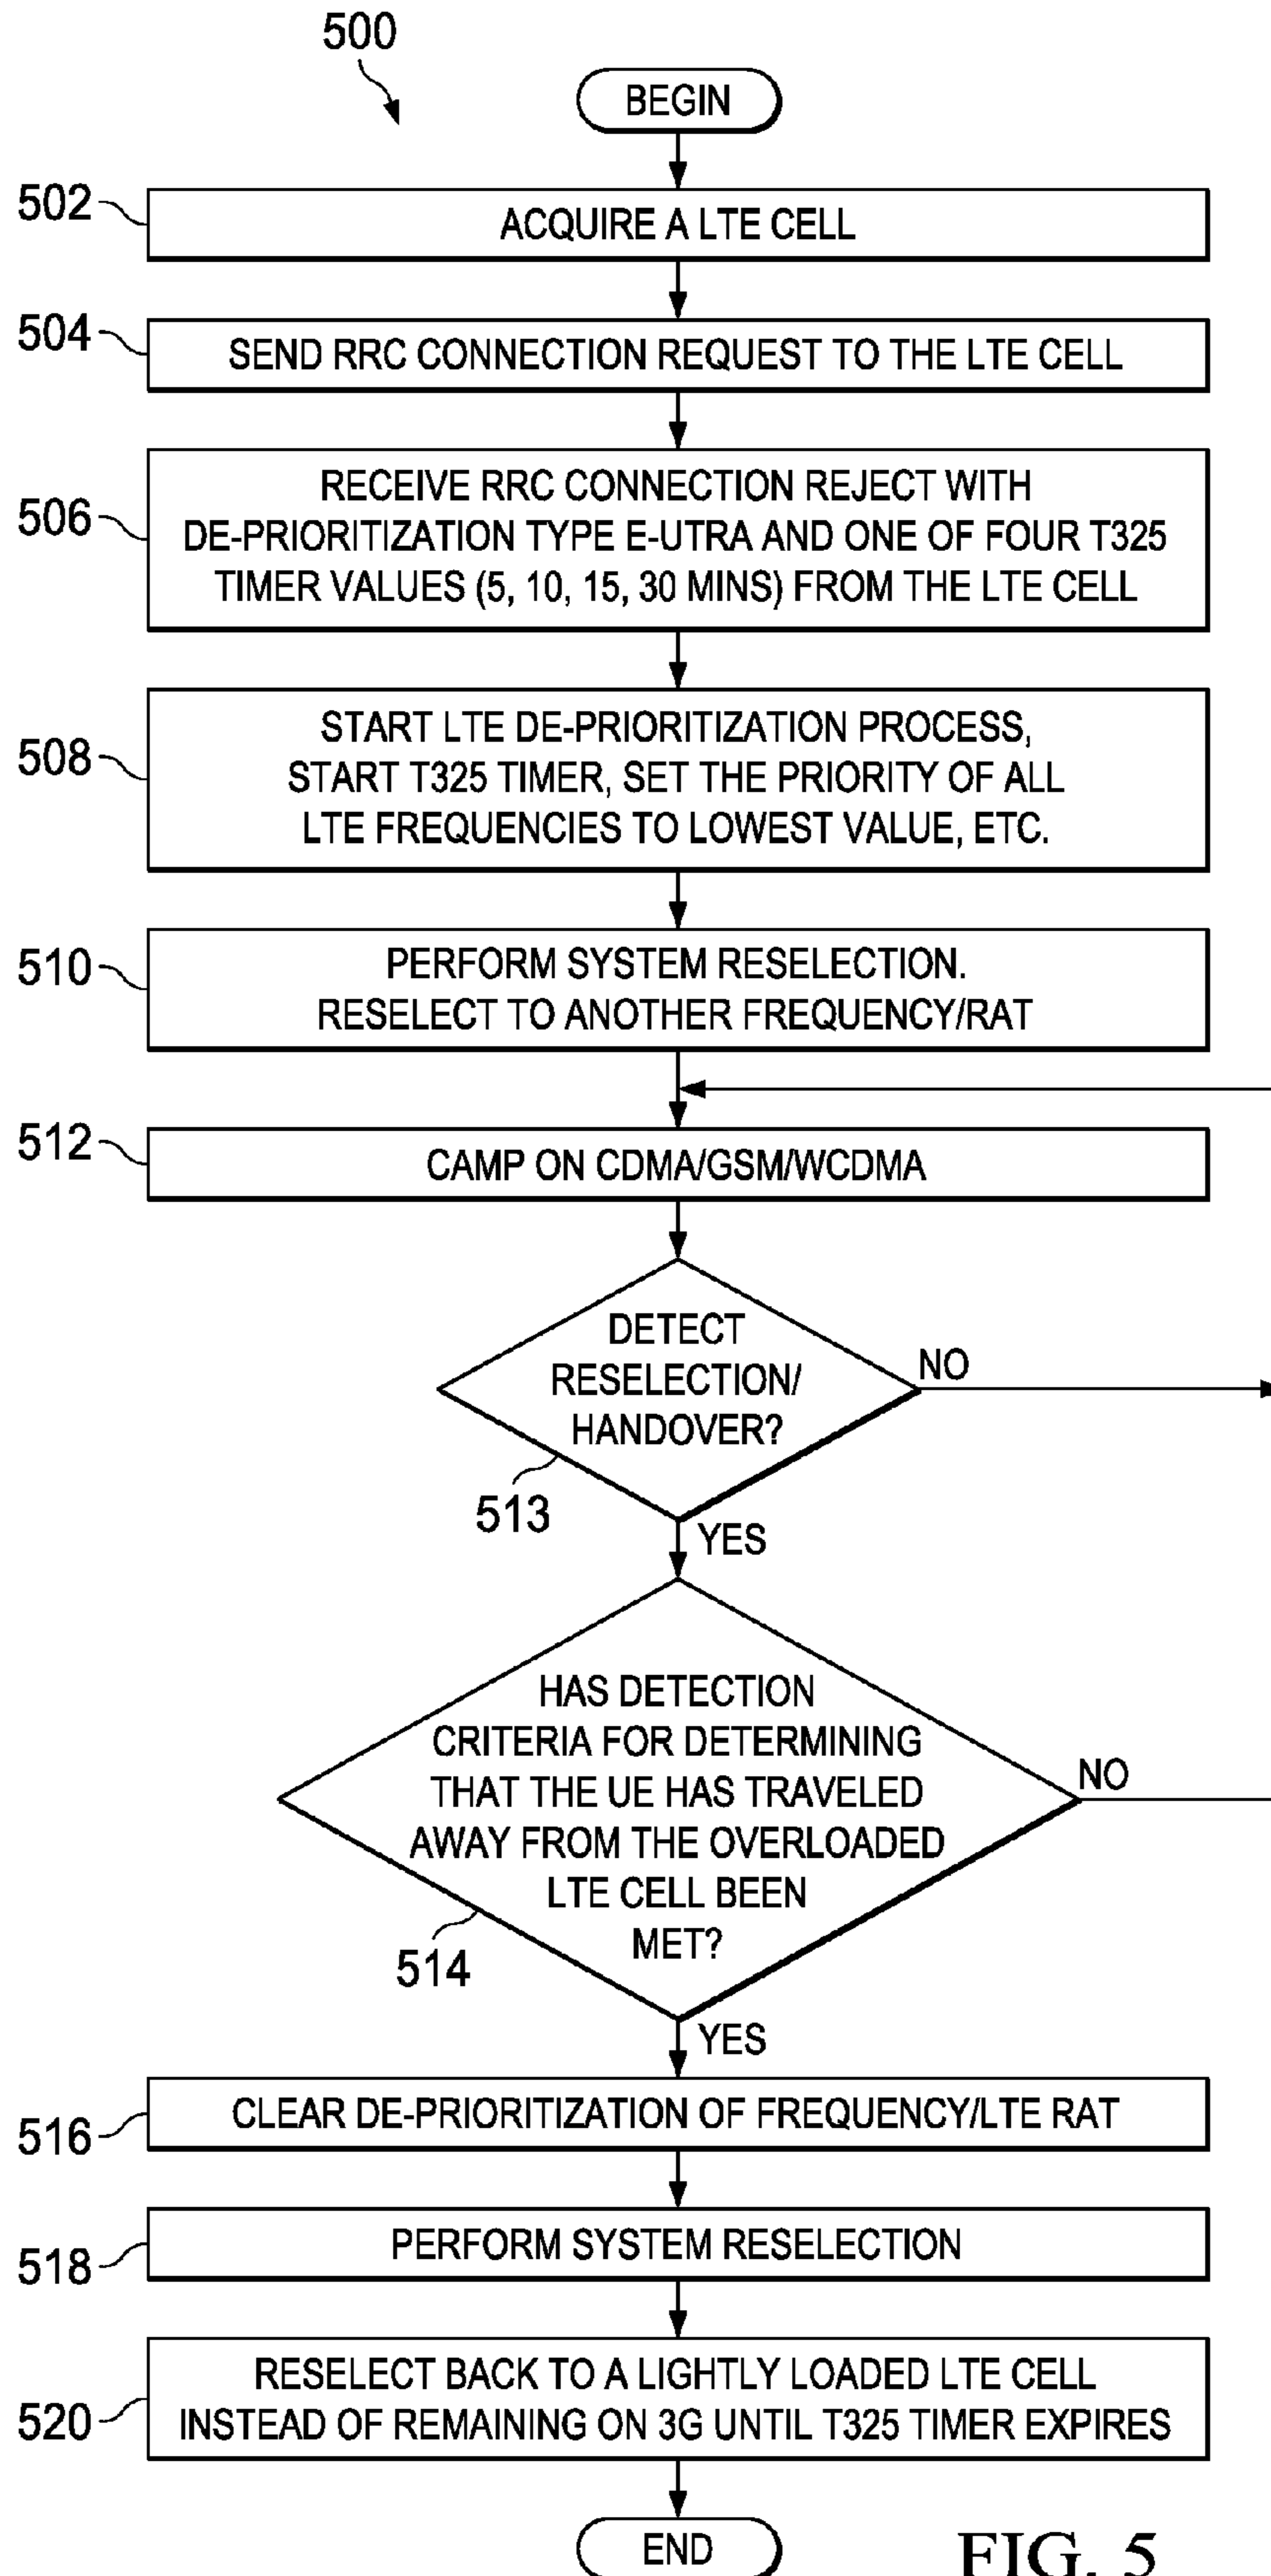 500
BEGIN
502
ACQUIRE A LTE CELL
504
SEND RRC CONNECTION REQUEST TO THE LTE CELL
506
RECEIVE RRC CONNECTION REJECT WITH
DE-PRIORITIZATION TYPE E-UTRA AND ONE OF FOUR T325
TIMER VALUES (5, 10, 15, 30 MINS) FROM THE LTE CELL
508
START LTE DE-PRIORITIZATION PROCESS,
START T325 TIMER, SET THE PRIORITY OF ALL
LTE FREQUENCIES TO LOWEST VALUE, ETC.
510
PERFORM SYSTEM RESELECTION.
RESELECT TO ANOTHER FREQUENCY/RAT
512
CAMP ON CDMA/GSM/WCDMA
DETECT
RESELECTION/
HANDOVER?
NO
513
YES
HAS DETECTION
CRITERIA FOR DETERMINING
THAT THE UE HAS TRAVELED
AWAY FROM THE OVERLOADED
LTE CELL BEEN
MET?
NO
514
YES
516
CLEAR DE-PRIORITIZATION OF FREQUENCY/LTE RAT
518
PERFORM SYSTEM RESELECTION
520
RESELECT BACK TO A LIGHTLY LOADED LTE CELL
INSTEAD OF REMAINING ON 3G UNTIL T325 TIMER EXPIRES
END
FIG. 5